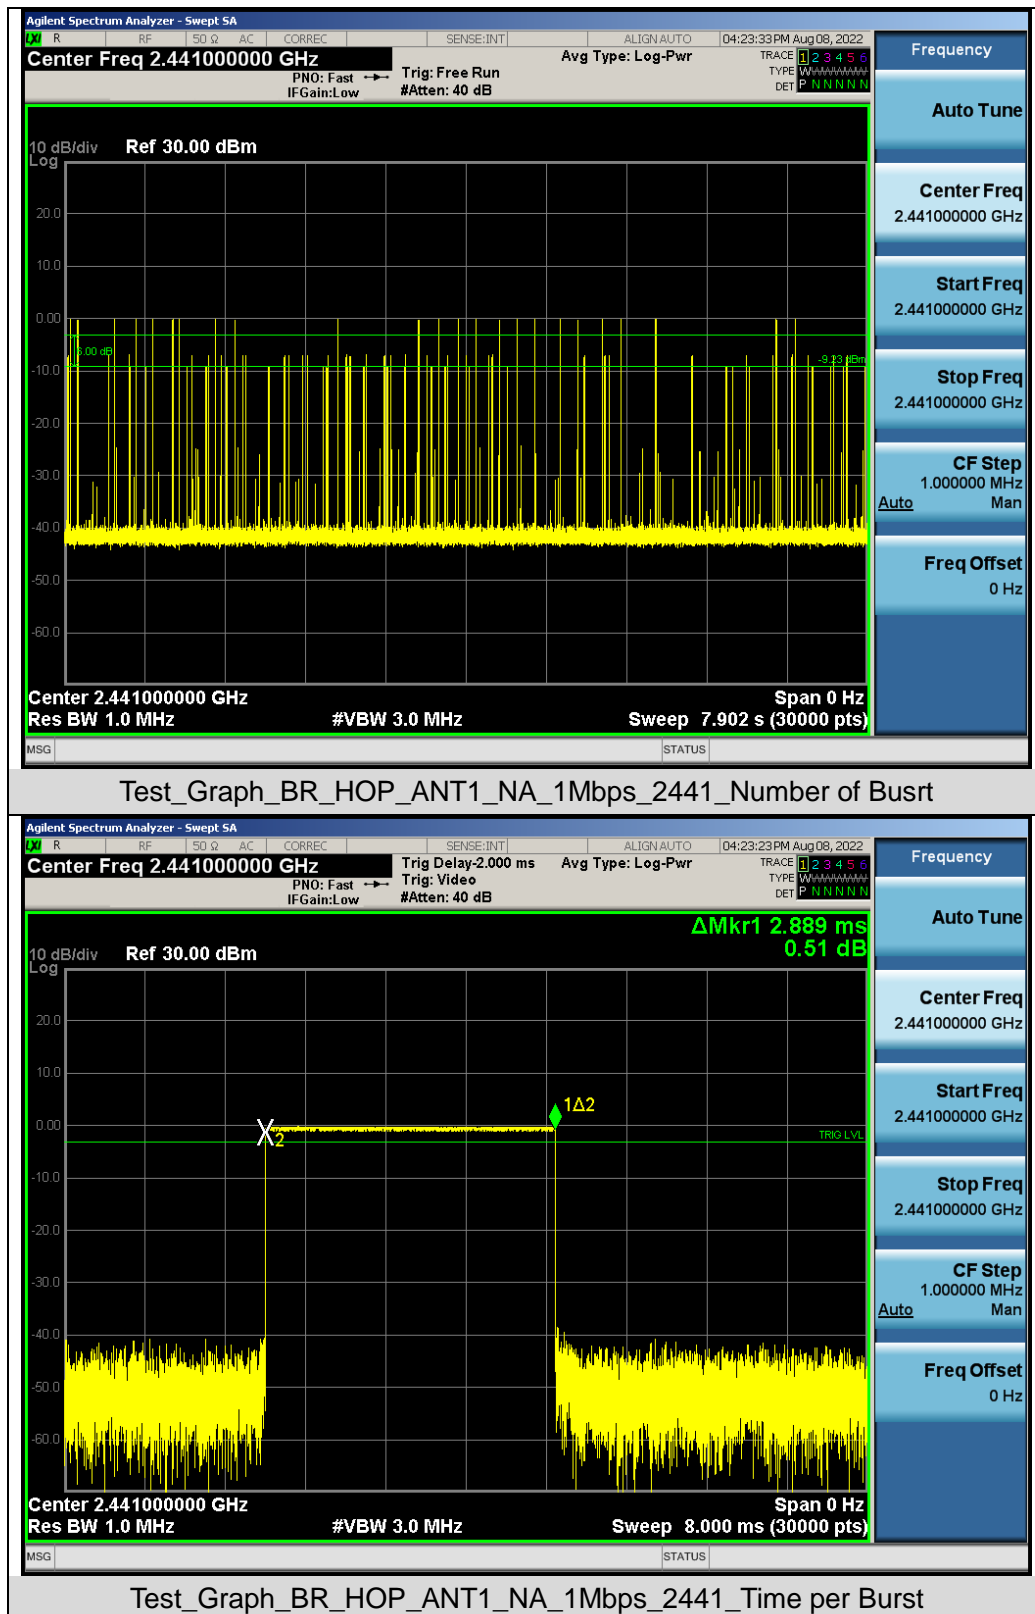 Agilent Spectrum Analyzer - Swept SA
LXI R RF 50 Ω AC CORREC SENSE:INT ALIGN AUTO 04:23:33 PM Aug 08, 2022
Center Freq 2.441000000 GHz
PNO: Fast
IFGain:Low
Trig: Free Run
#Atten: 40 dB
Avg Type: Log-Pwr
TRACE 1 2 3 4 5 6
TYPE W
DET P N N N N N
10 dB/div
Log
Ref 30.00 dBm
20.0
10.0
0.00
-10.0
-20.0
-30.0
-40.0
-50.0
-60.0
-9.23 dBm
Center 2.441000000 GHz
Span 0 Hz
Res BW 1.0 MHz
#VBW 3.0 MHz
Sweep 7.902 s (30000 pts)
MSG
STATUS
Frequency
Auto Tune
Center Freq
2.441000000 GHz
Start Freq
2.441000000 GHz
Stop Freq
2.441000000 GHz
CF Step
1.000000 MHz
Auto Man
Freq Offset
0 Hz
Test_Graph_BR_HOP_ANT1_NA_1Mbps_2441_Number of Busrt
Agilent Spectrum Analyzer - Swept SA
LXI R RF 50 Ω AC CORREC SENSE:INT ALIGN AUTO 04:23:23 PM Aug 08, 2022
Center Freq 2.441000000 GHz
PNO: Fast
IFGain:Low
Trig Delay-2.000 ms
Trig: Video
#Atten: 40 dB
Avg Type: Log-Pwr
TRACE 1 2 3 4 5 6
TYPE W
DET P N N N N N
ΔMkr1 2.889 ms
0.51 dB
10 dB/div
Log
Ref 30.00 dBm
20.0
10.0
0.00
-10.0
-20.0
-30.0
-40.0
-50.0
-60.0
1Δ2
2
TRIG LVL
Center 2.441000000 GHz
Span 0 Hz
Res BW 1.0 MHz
#VBW 3.0 MHz
Sweep 8.000 ms (30000 pts)
MSG
STATUS
Frequency
Auto Tune
Center Freq
2.441000000 GHz
Start Freq
2.441000000 GHz
Stop Freq
2.441000000 GHz
CF Step
1.000000 MHz
Auto Man
Freq Offset
0 Hz
Test_Graph_BR_HOP_ANT1_NA_1Mbps_2441_Time per Burst